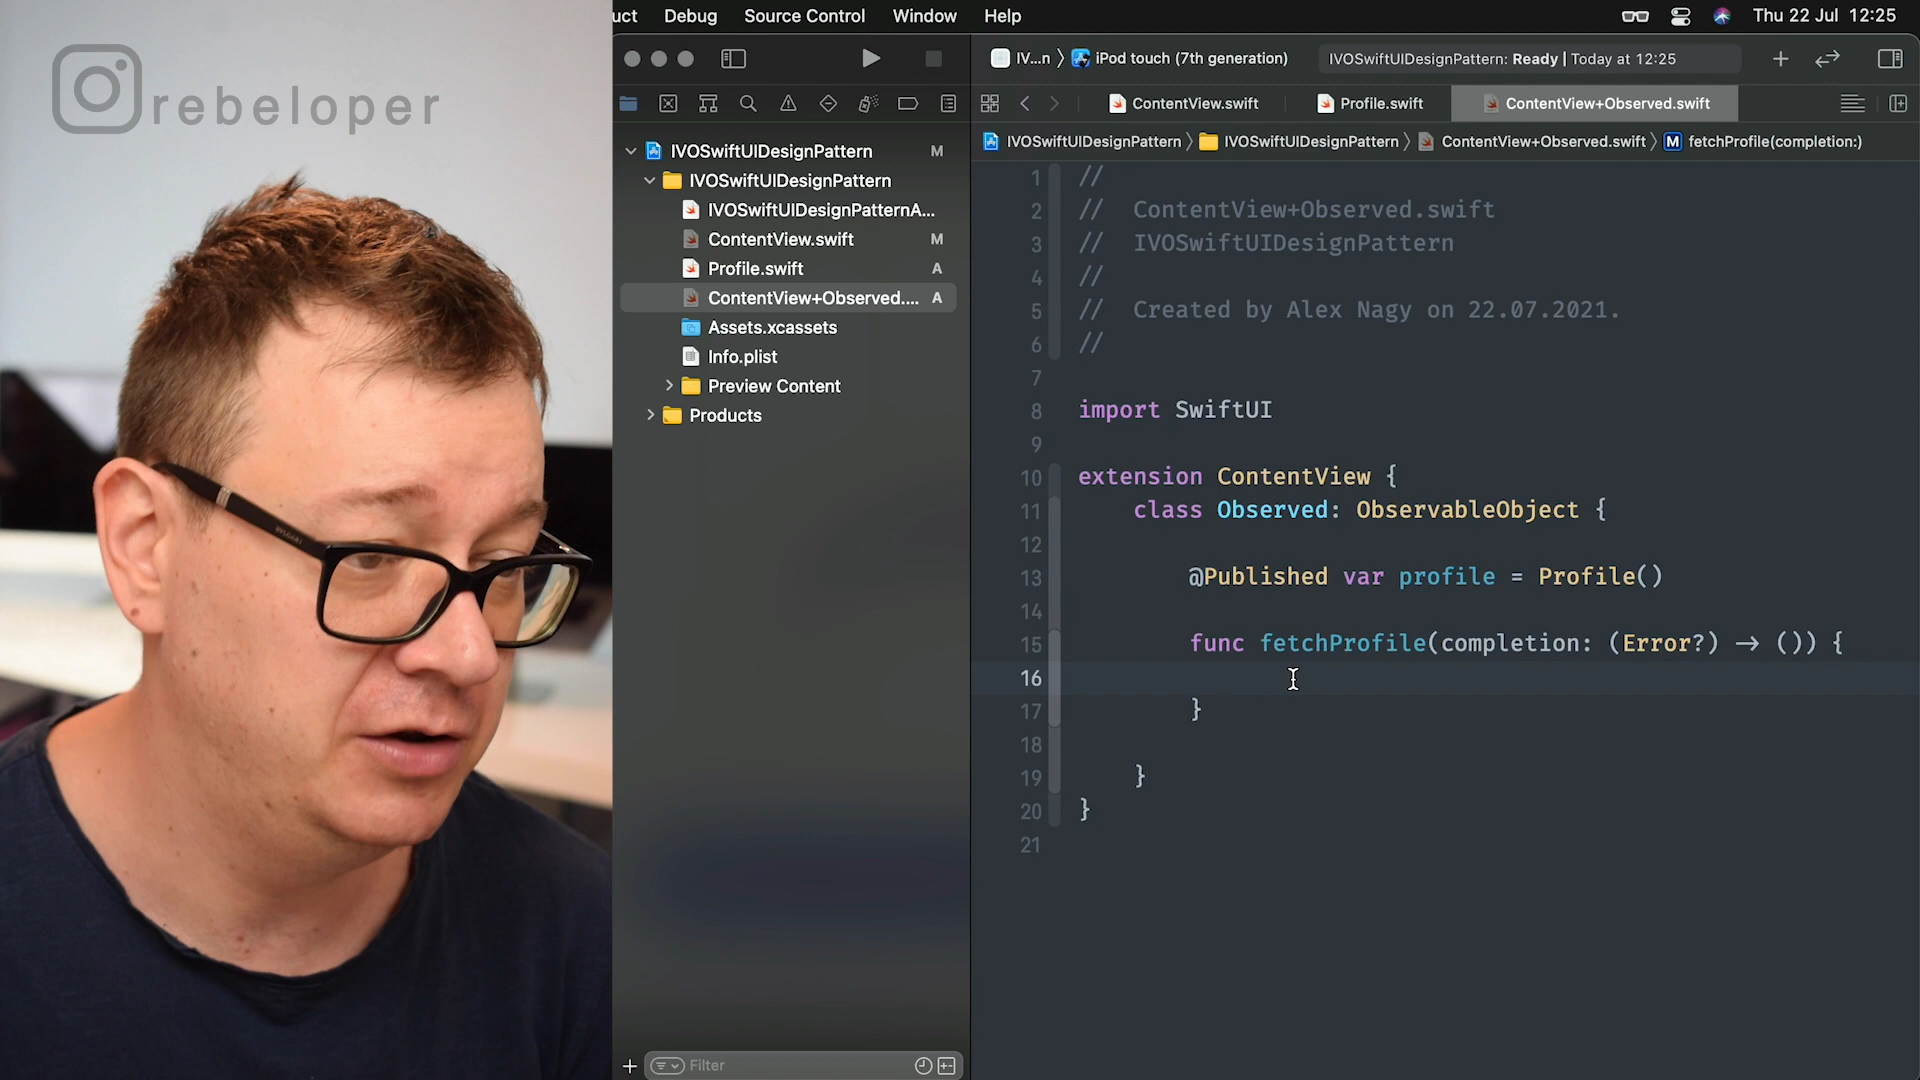 rebeloper
uct Debug Source Control Window Help
Thu 22 Jul 12:25
IV...n iPod touch (7th generation)
IVOSwiftUIDesignPattern: Ready | Today at 12:25
ContentView.swift
Profile.swift
ContentView+Observed.swift
IVOSwiftUIDesignPattern
IVOSwiftUIDesignPattern
ContentView+Observed.swift
M fetchProfile(completion:)
IVOSwiftUIDesignPattern M
IVOSwiftUIDesignPattern
IVOSwiftUIDesignPatternA...
ContentView.swift M
Profile.swift A
ContentView+Observed.... A
Assets.xcassets
Info.plist
Preview Content
Products
Filter
1 //
2 // ContentView+Observed.swift
3 // IVOSwiftUIDesignPattern
4 //
5 // Created by Alex Nagy on 22.07.2021.
6 //
7
8 import SwiftUI
9
10 extension ContentView {
11 class Observed: ObservableObject {
12
13 @Published var profile = Profile()
14
15 func fetchProfile(completion: (Error?) -> ()) {
16
17 }
18
19 }
20 }
21